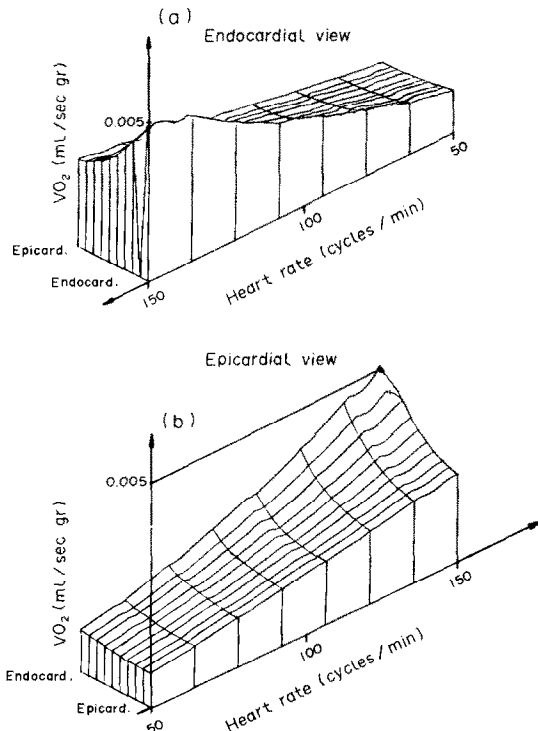 (a)
Endocardial view
0.005
VO₂ (ml/sec gr)
Epicard.
Endocard.
150
100
50
Heart rate (cycles/min)
Epicardial view
(b)
0.005
VO₂ (ml/sec gr)
Endocard.
Epicard.
50
100
150
Heart rate (cycles/min)